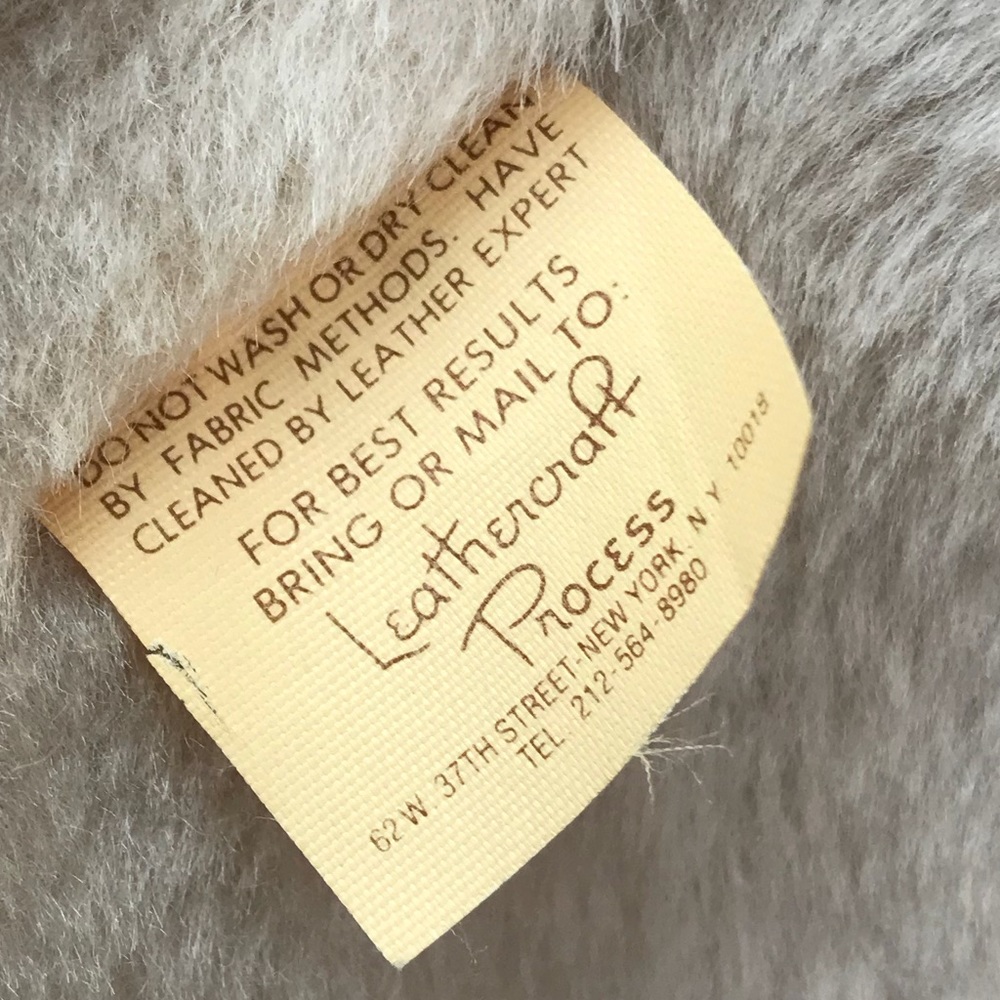 DO NOT WASH OR DRY CLEAN
BY FABRIC METHODS. HAVE
CLEANED BY LEATHER EXPERT
FOR BEST RESULTS
BRING OR MAIL TO:
Leathercraft
Process
62 W. 37TH STREET-NEW YORK, N.Y. 10018
TEL. 212-564-8980